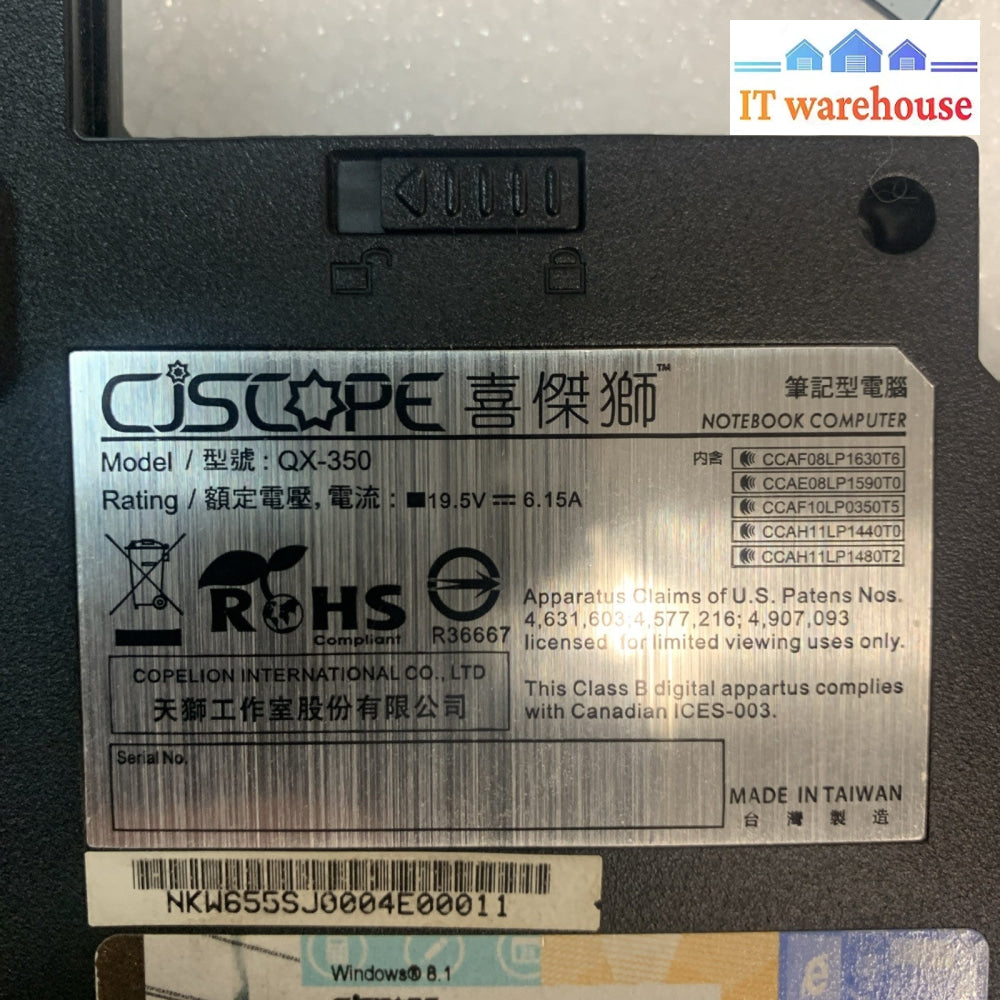 IT warehouse
CJSCOPE 喜傑獅™
筆記型電腦
NOTEBOOK COMPUTER
Model / 型號 : QX-350
Rating / 額定電壓, 電流 : ■19.5V⎓ 6.15A
內含
CCAF08LP1630T6
CCAE08LP1590T0
CCAF10LP0350T5
CCAH11LP1440T0
CCAH11LP1480T2
ROHS
Compliant
R36667
Apparatus Claims of U.S. Patens Nos.
4,631,603;4,577,216; 4,907,093
licensed for limited viewing uses only.
COPELION INTERNATIONAL CO., LTD
天獅工作室股份有限公司
This Class B digital appartus complies
with Canadian ICES-003.
Serial No.
MADE IN TAIWAN
台灣製造
NKW655SJ0004E00011
Windows® 8.1